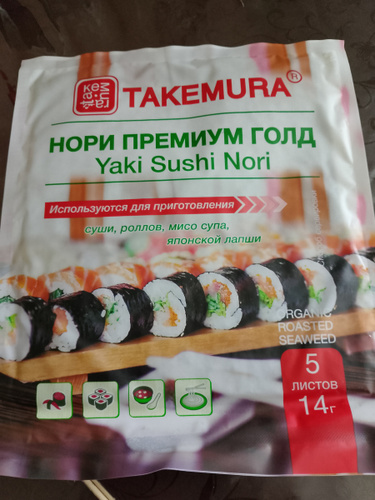 TAKEMURA®
НОРИ ПРЕМИУМ ГОЛД
Yaki Sushi Nori
Используются для приготовления
суши, роллов, мисо супа,
японской лапши
ORGANIC
ROASTED
SEAWEED
5
ЛИСТОВ
14г